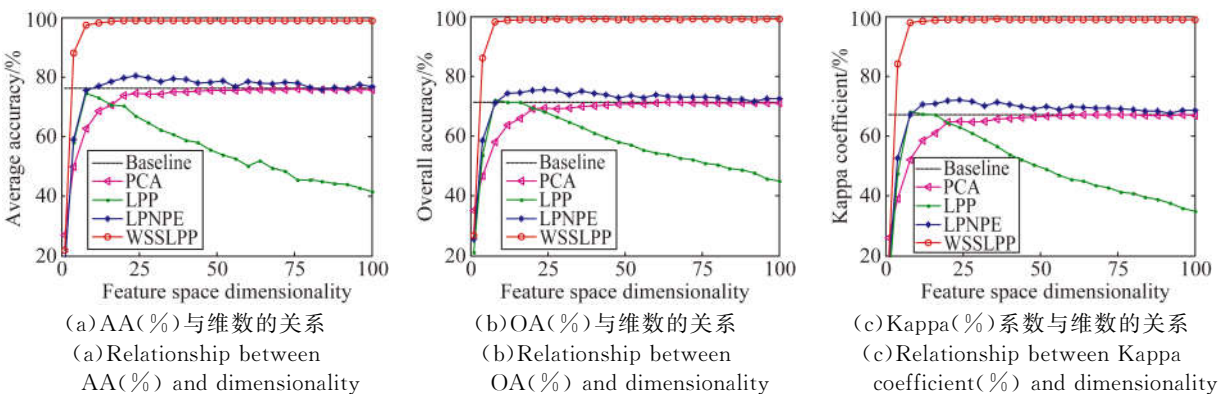 Average accuracy/%
100
80
60
40
20
0
25
50
75
100
Feature space dimensionality
Baseline
PCA
LPP
LPNPE
WSSLPP
(a)AA(%)与维数的关系
(a)Relationship between
AA(%) and dimensionality
Overall accuracy/%
100
80
60
40
20
0
25
50
75
100
Feature space dimensionality
Baseline
PCA
LPP
LPNPE
WSSLPP
(b)OA(%)与维数的关系
(b)Relationship between
OA(%) and dimensionality
Kappa coefficient/%
100
80
60
40
20
0
25
50
75
100
Feature space dimensionality
Baseline
PCA
LPP
LPNPE
WSSLPP
(c)Kappa(%)系数与维数的关系
(c)Relationship between Kappa
coefficient(%) and dimensionality